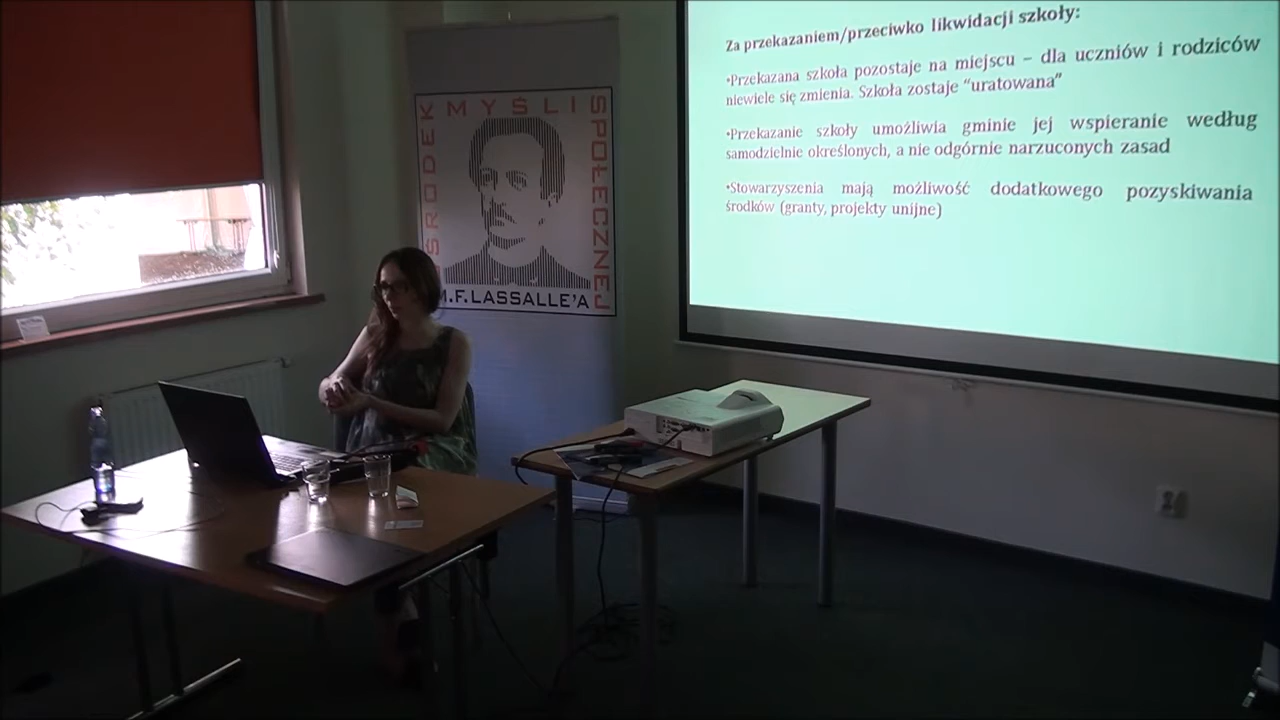 OŚRODEK
MYŚLI
SPOŁECZNEJ
M.F.LASSALLE'A
Za przekazaniem/przeciwko likwidacji szkoły:
•Przekazana szkoła pozostaje na miejscu – dla uczniów i rodziców
niewiele się zmienia. Szkoła zostaje “uratowana”
•Przekazanie szkoły umożliwia gminie jej wspieranie według
samodzielnie określonych, a nie odgórnie narzuconych zasad
•Stowarzyszenia mają możliwość dodatkowego pozyskiwania
środków (granty, projekty unijne)